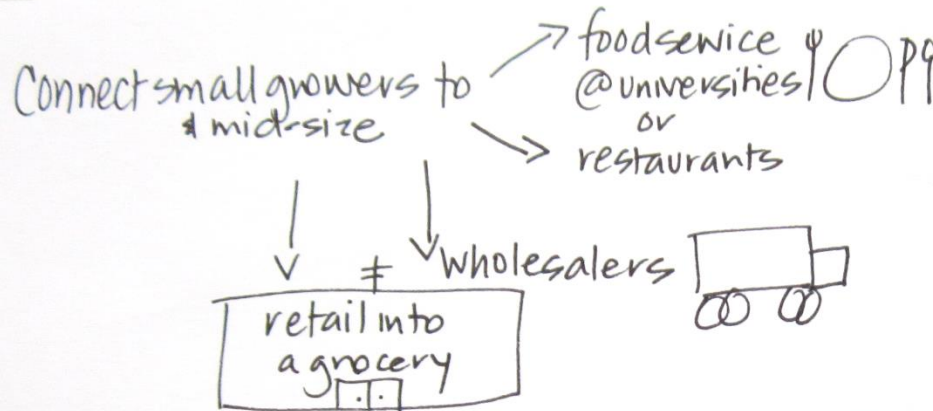 Connect small growers to
& mid-size
foodservice
@universities
or
restaurants
&
wholesalers
retail into
a grocery